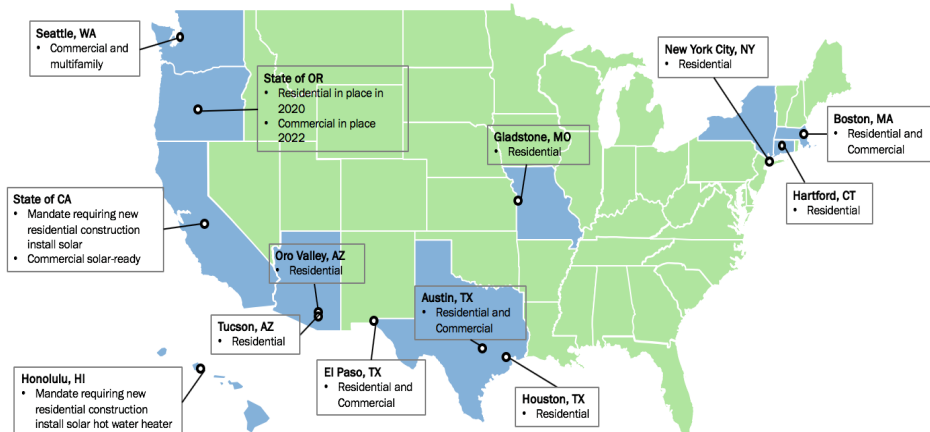 Seattle, WA
• Commercial and
multifamily
State of OR
• Residential in place in
2020
• Commercial in place
2022
New York City, NY
• Residential
Gladstone, MO
• Residential
Boston, MA
• Residential and
Commercial
Hartford, CT
• Residential
State of CA
• Mandate requiring new
residential construction
install solar
• Commercial solar-ready
Oro Valley, AZ
• Residential
Tucson, AZ
• Residential
Austin, TX
• Residential and
Commercial
El Paso, TX
• Residential and
Commercial
Houston, TX
• Residential
Honolulu, HI
• Mandate requiring new
residential construction
install solar hot water heater